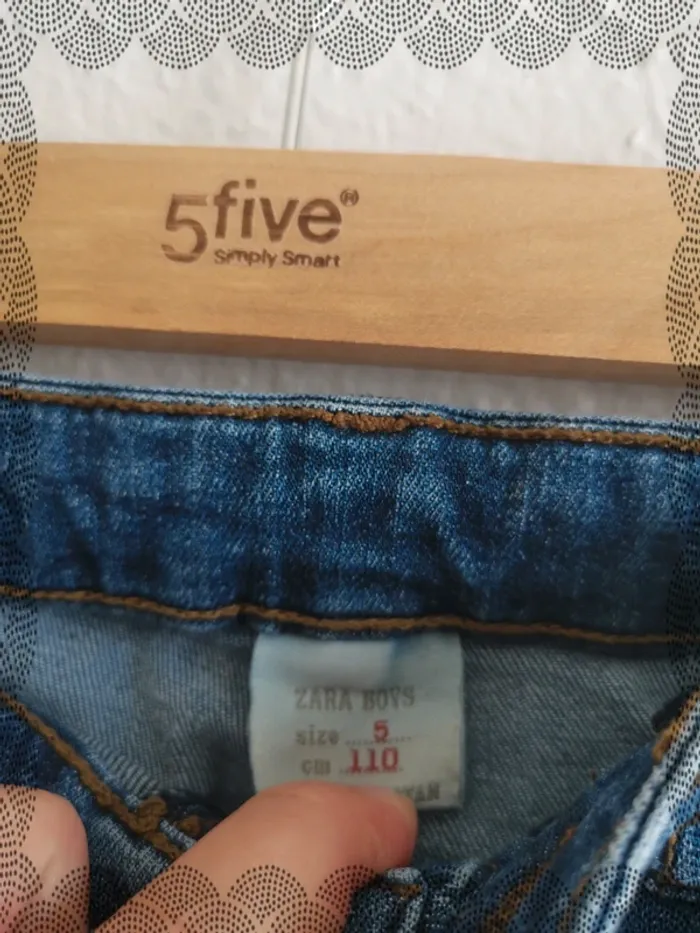 5five®
Simply Smart
ZARA BOYS
size 5
cm 110